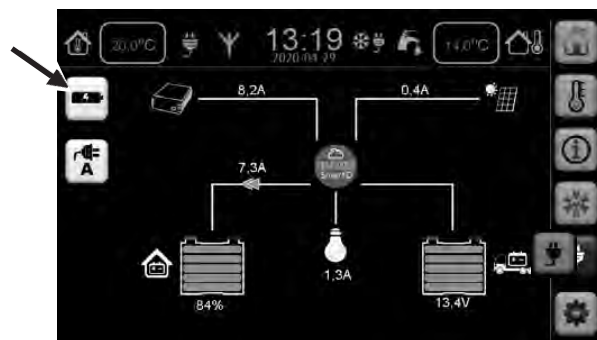 20.0°C
13:19
14.0°C
2020-04-29
8,2A
0,4A
A
7,3A
SmartD
1,3A
84%
13,4V